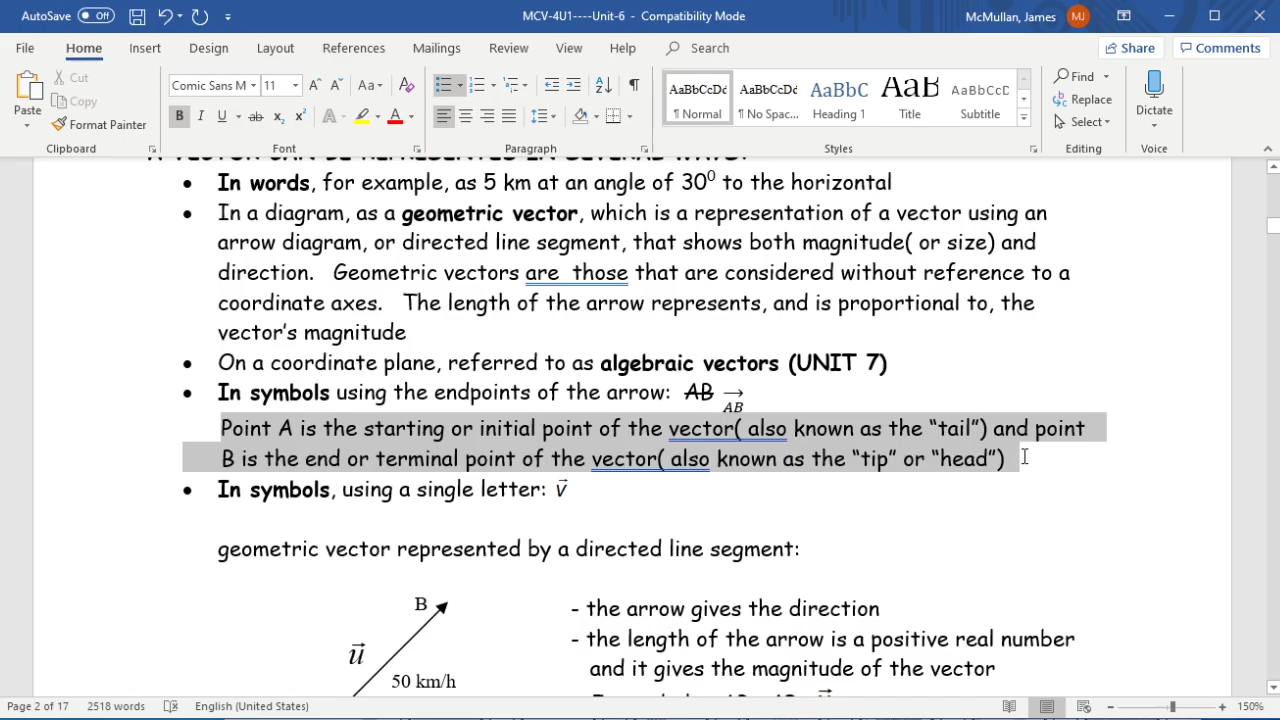 AutoSave Off MCV-4U1----Unit-6 - Compatibility Mode McMullan, James MJ
File Home Insert Design Layout References Mailings Review View Help Search Share Comments
Paste Cut Copy Format Painter Clipboard
Comic Sans M 11 A A Aa A B I U ab x₂ x² A A Font
Paragraph
AaBbCcDd ¶ Normal AaBbCcDd ¶ No Spac... AaBbC Heading 1 AaB Title AaBbCcD Subtitle Styles
Find Replace Select Editing
Dictate Voice
A VECTOR CAN BE REPRESENTED IN SEVERAL WAYS:
• In words, for example, as 5 km at an angle of 30⁰ to the horizontal
• In a diagram, as a geometric vector, which is a representation of a vector using an
arrow diagram, or directed line segment, that shows both magnitude( or size) and
direction. Geometric vectors are those that are considered without reference to a
coordinate axes. The length of the arrow represents, and is proportional to, the
vector's magnitude
• On a coordinate plane, referred to as algebraic vectors (UNIT 7)
• In symbols using the endpoints of the arrow: A̶B̶ →AB
Point A is the starting or initial point of the vector( also known as the “tail”) and point
B is the end or terminal point of the vector( also known as the “tip” or “head”)
• In symbols, using a single letter: v⃗
geometric vector represented by a directed line segment:
B - the arrow gives the direction
- the length of the arrow is a positive real number
u⃗ and it gives the magnitude of the vector
50 km/h
Page 2 of 17 2518 words English (United States) 150%